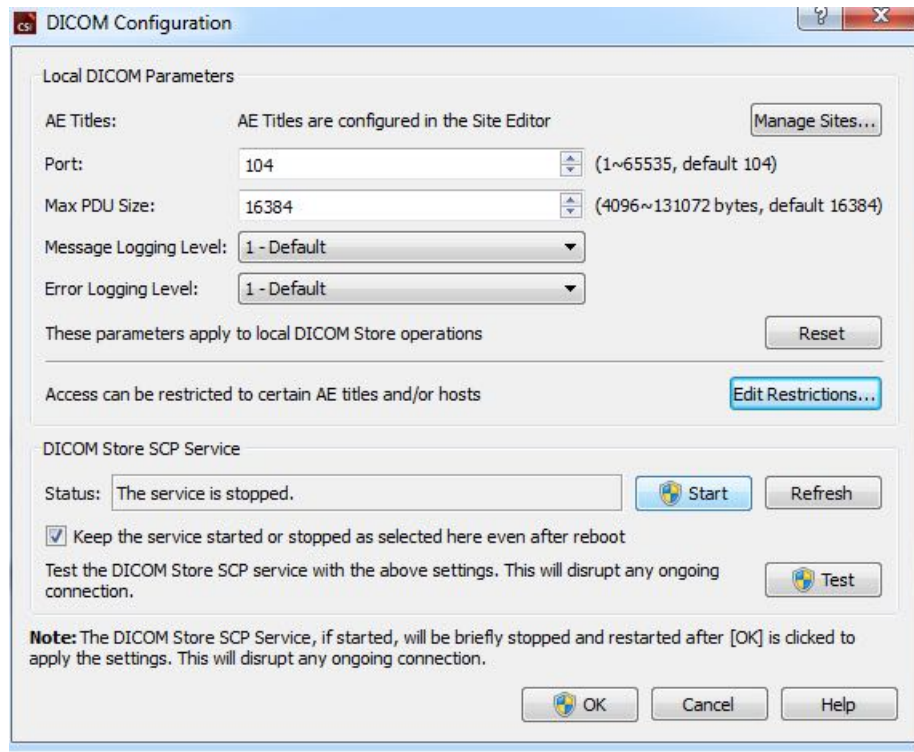 CSI DICOM Configuration
Local DICOM Parameters
AE Titles: AE Titles are configured in the Site Editor Manage Sites...
Port: 104 (1~65535, default 104)
Max PDU Size: 16384 (4096~131072 bytes, default 16384)
Message Logging Level: 1 - Default
Error Logging Level: 1 - Default
These parameters apply to local DICOM Store operations Reset
Access can be restricted to certain AE titles and/or hosts Edit Restrictions...
DICOM Store SCP Service
Status: The service is stopped. Start Refresh
Keep the service started or stopped as selected here even after reboot
Test the DICOM Store SCP service with the above settings. This will disrupt any ongoing
connection. Test
Note: The DICOM Store SCP Service, if started, will be briefly stopped and restarted after [OK] is clicked to
apply the settings. This will disrupt any ongoing connection.
OK Cancel Help